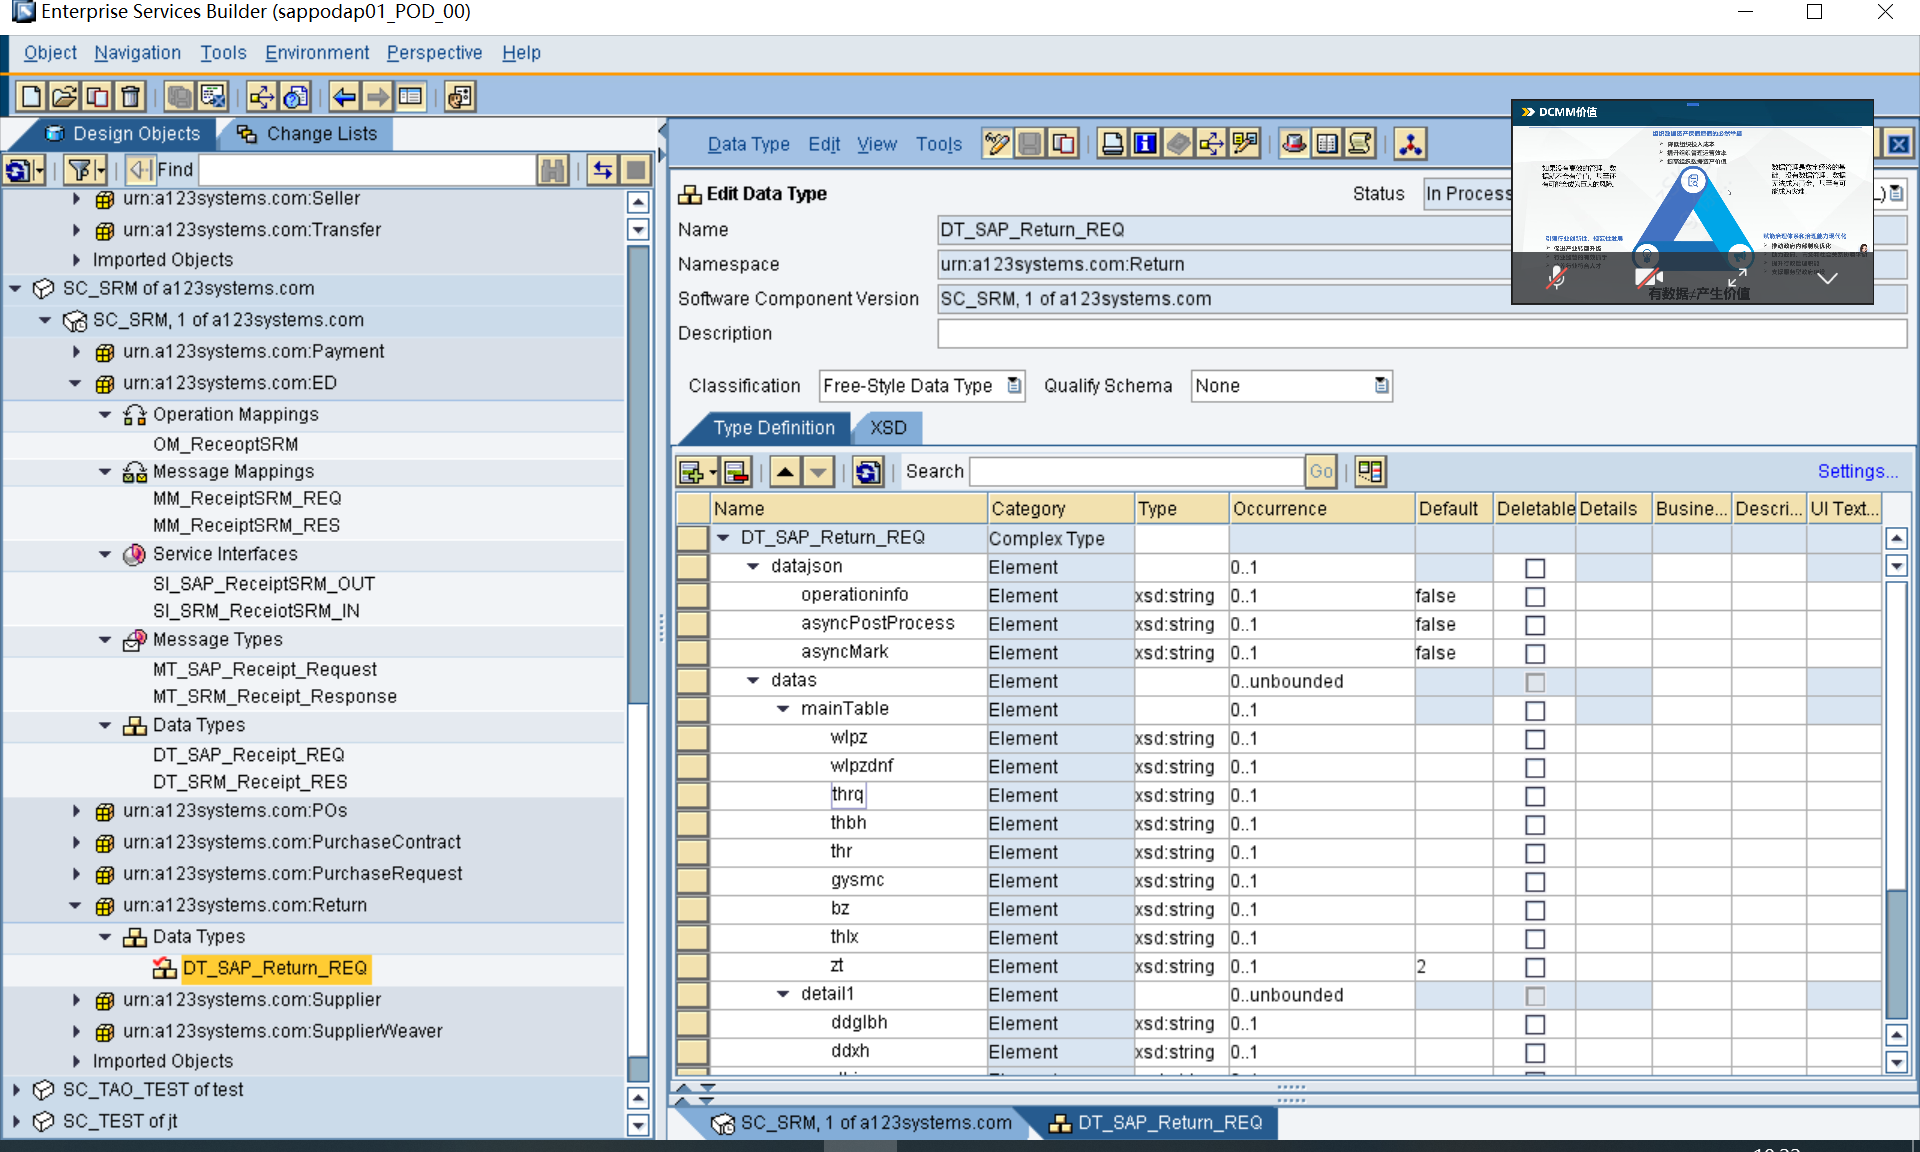 Enterprise Services Builder (sappodap01_POD_00)
Object Navigation Tools Environment Perspective Help
Design Objects Change Lists
Find
urn:a123systems.com:Seller
urn:a123systems.com:Transfer
Imported Objects
SC_SRM of a123systems.com
SC_SRM, 1 of a123systems.com
urn.a123systems.com:Payment
urn:a123systems.com:ED
Operation Mappings
OM_ReceoptSRM
Message Mappings
MM_ReceiptSRM_REQ
MM_ReceiptSRM_RES
Service Interfaces
SI_SAP_ReceiptSRM_OUT
SI_SRM_ReceiotSRM_IN
Message Types
MT_SAP_Receipt_Request
MT_SRM_Receipt_Response
Data Types
DT_SAP_Receipt_REQ
DT_SRM_Receipt_RES
urn:a123systems.com:POs
urn:a123systems.com:PurchaseContract
urn:a123systems.com:PurchaseRequest
urn:a123systems.com:Return
Data Types
DT_SAP_Return_REQ
urn:a123systems.com:Supplier
urn:a123systems.com:SupplierWeaver
Imported Objects
SC_TAO_TEST of test
SC_TEST of jt
Data Type Edit View Tools
Edit Data Type
Status In Process
Name DT_SAP_Return_REQ
Namespace urn:a123systems.com:Return
Software Component Version SC_SRM, 1 of a123systems.com
Description
Classification Free-Style Data Type Qualify Schema None
Type Definition XSD
Search Go Settings...
Name Category Type Occurrence Default Deletable Details Busine... Descri... UI Text...
DT_SAP_Return_REQ Complex Type
datajson Element 0..1
operationinfo Element xsd:string 0..1 false
asyncPostProcess Element xsd:string 0..1 false
asyncMark Element xsd:string 0..1 false
datas Element 0..unbounded
mainTable Element 0..1
wlpz Element xsd:string 0..1
wlpzdnf Element xsd:string 0..1
thrq Element xsd:string 0..1
thbh Element xsd:string 0..1
thr Element xsd:string 0..1
gysmc Element xsd:string 0..1
bz Element xsd:string 0..1
thlx Element xsd:string 0..1
zt Element xsd:string 0..1 2
detail1 Element 0..unbounded
ddglbh Element xsd:string 0..1
ddxh Element xsd:string 0..1
SC_SRM, 1 of a123systems.com DT_SAP_Return_REQ
DCMM价值
有数据≠产生价值